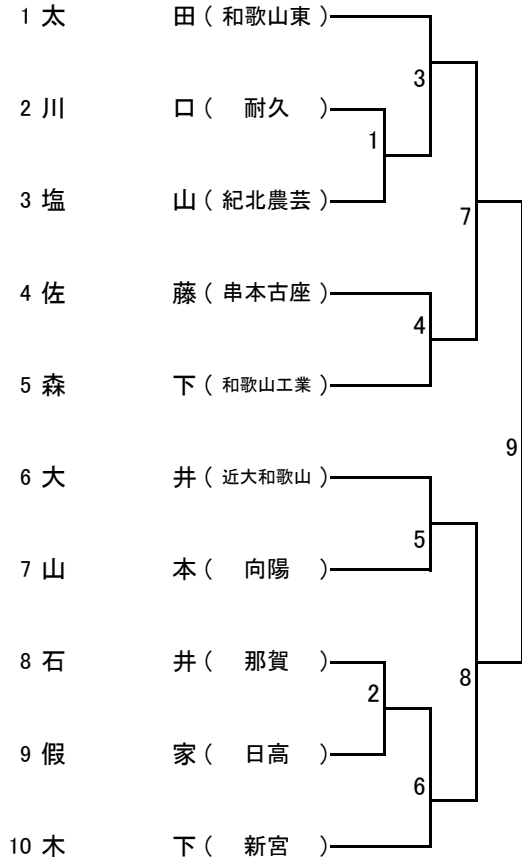 1 太 田 ( 和歌山東 )
3
2 川 口 ( 耐久 )
1
3 塩 山 ( 紀北農芸 )
7
4 佐 藤 ( 串本古座 )
4
5 森 下 ( 和歌山工業 )
9
6 大 井 ( 近大和歌山 )
5
7 山 本 ( 向陽 )
8 石 井 ( 那賀 )
8
2
9 假 家 ( 日高 )
6
10 木 下 ( 新宮 )